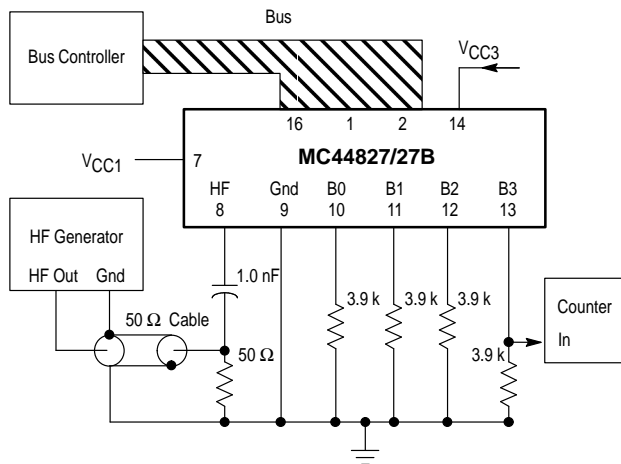 Bus
Bus Controller
VCC3
16 1 2 14
MC44827/27B
VCC1
7
HF Gnd B0 B1 B2 B3
8 9 10 11 12 13
HF Generator
HF Out Gnd
1.0 nF
50 Ω Cable
50 Ω
3.9 k 3.9 k 3.9 k
3.9 k
Counter
In